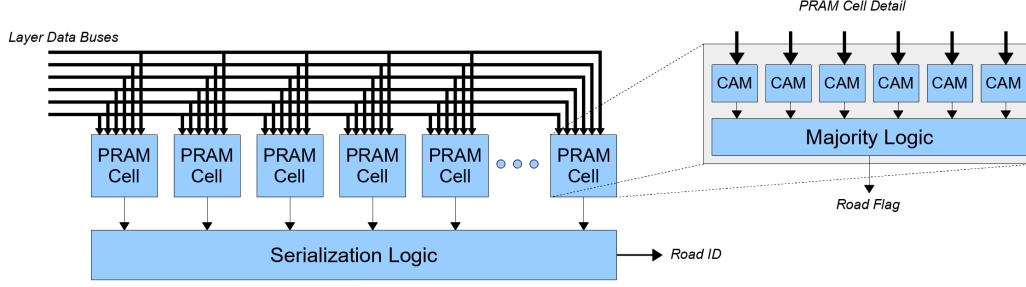 PRAM Cell Detail
Layer Data Buses
CAM CAM CAM CAM CAM CAM
Majority Logic
PRAM PRAM PRAM PRAM PRAM PRAM
Cell Cell Cell Cell Cell Cell
Road Flag
Serialization Logic
Road ID